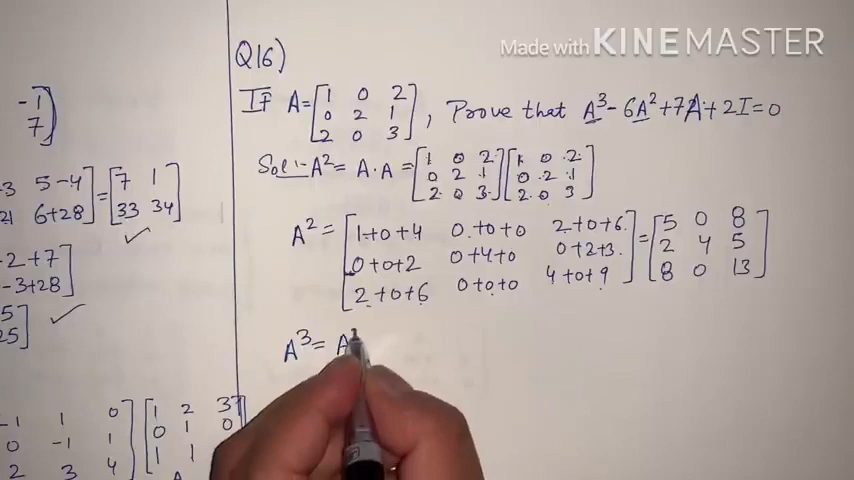 Made with KINEMASTER
Q16)
If A = [1 0 2
0 2 1
2 0 3], Prove that A³ - 6A² + 7A + 2I = 0
Sol:- A² = A · A = [1 0 2 [1 0 2
0 2 1 0 2 1
2 0 3] 2 0 3]
A² = [1+0+4 0+0+0 2+0+6 = [5 0 8
0+0+2 0+4+0 0+2+3 2 4 5
2+0+6 0+0+0 4+0+9] 8 0 13]
A³ = A
-1
7]
-3 5-4] = [7 1
21 6+28] 33 34]
-2+7
-3+28]
5
25]
-1 1 0 [1 2 3
0 -1 1 0 1 0
2 3 4] 1 1